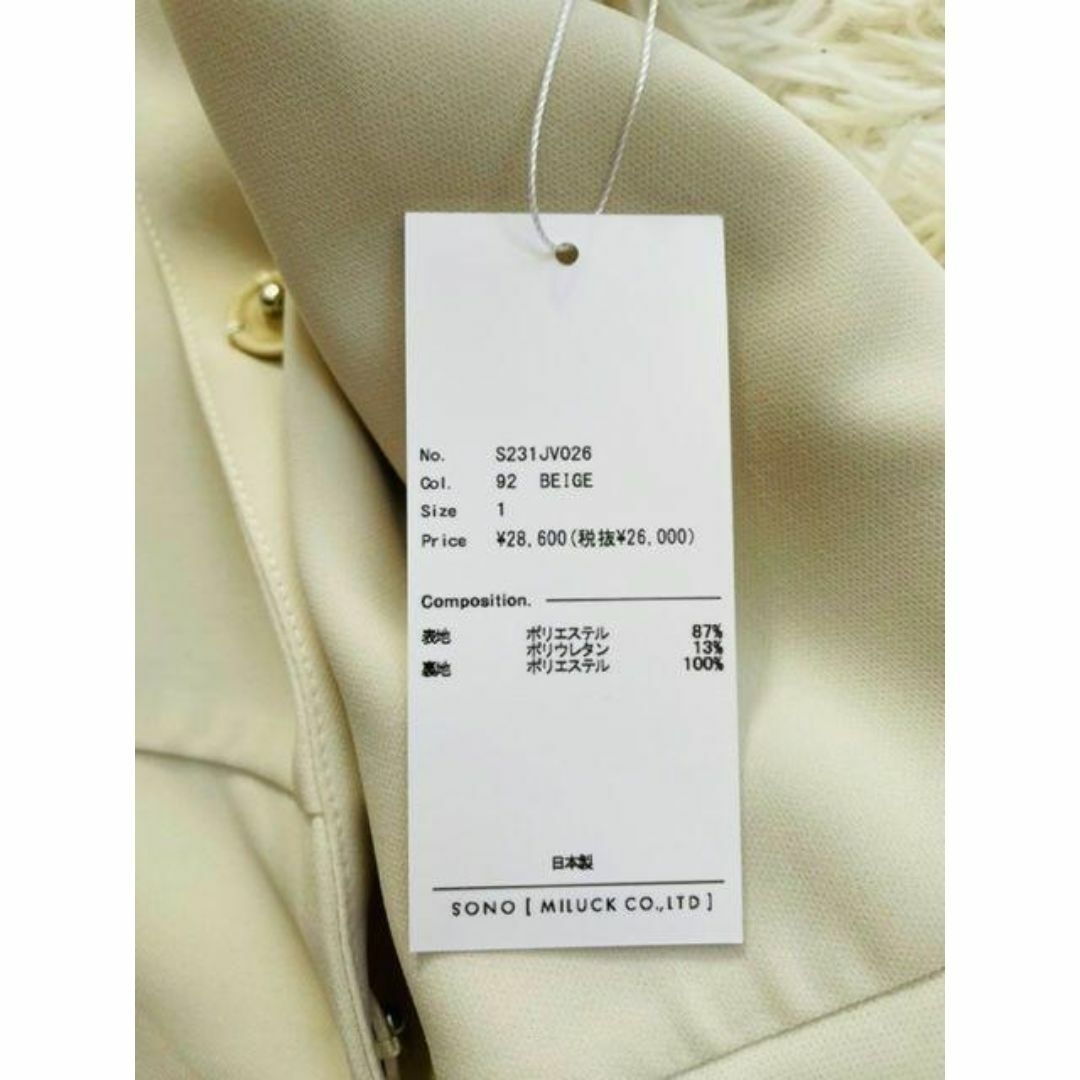 No. S231JV026
Col. 92 BEIGE
Size 1
Price ¥28,600(税抜¥26,000)
Composition.
表地 ポリエステル 87%
ポリウレタン 13%
裏地 ポリエステル 100%
日本製
SONO [ MILUCK CO.,LTD ]